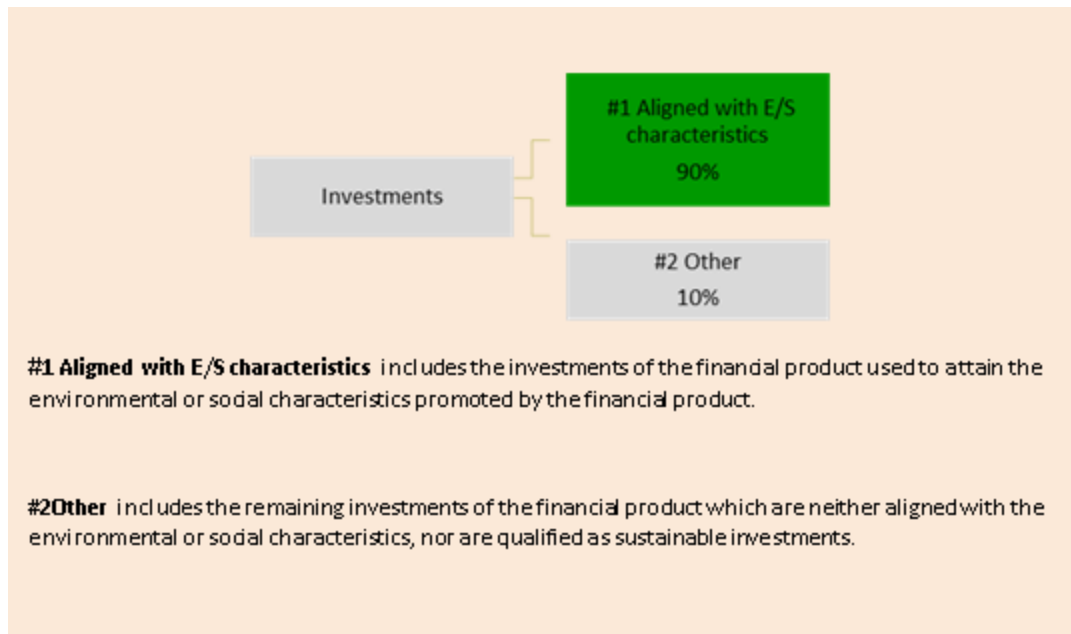 #1 Aligned with E/S
characteristics
90%
Investments
#2 Other
10%
#1 Aligned with E/S characteristics includes the investments of the financial product used to attain the
environmental or social characteristics promoted by the financial product.
#2Other includes the remaining investments of the financial product which are neither aligned with the
environmental or social characteristics, nor are qualified as sustainable investments.